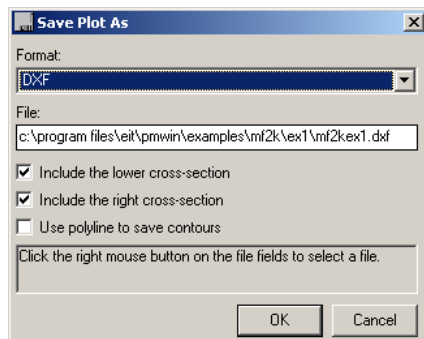 Save Plot As
Format:
DXF
File:
c:\program files\eit\pmwin\examples\mf2k\ex1\mf2kex1.dxf
Include the lower cross-section
Include the right cross-section
Use polyline to save contours
Click the right mouse button on the file fields to select a file.
OK Cancel